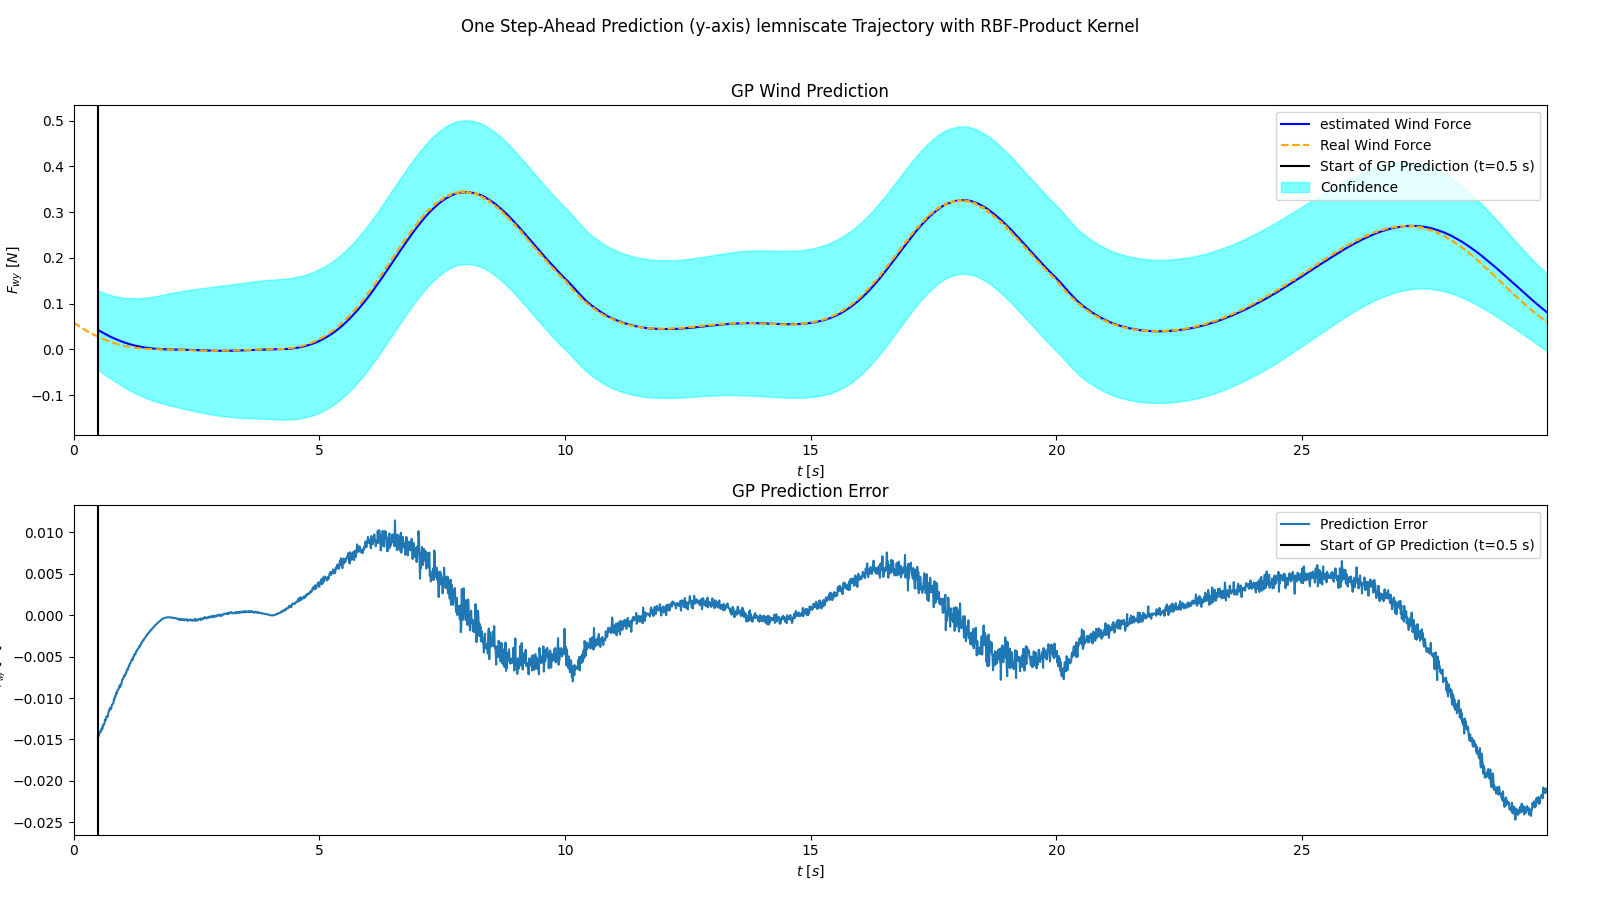 One Step-Ahead Prediction (y-axis) lemniscate Trajectory with RBF-Product Kernel
GP Wind Prediction
estimated Wind Force
Real Wind Force
Start of GP Prediction (t=0.5 s)
Confidence
F_wy [N]
0.5
0.4
0.3
0.2
0.1
0.0
−0.1
0
5
10
15
20
25
t [s]
GP Prediction Error
Prediction Error
Start of GP Prediction (t=0.5 s)
0.010
0.005
0.000
−0.005
−0.010
−0.015
−0.020
−0.025
0
5
10
15
20
25
t [s]